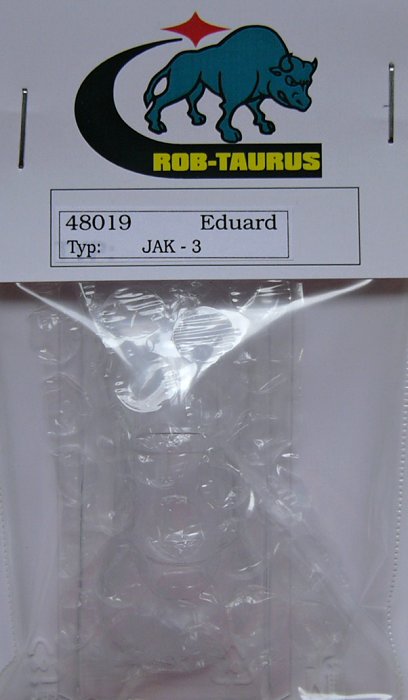 ROB-TAURUS
48019 Eduard
Typ: JAK - 3